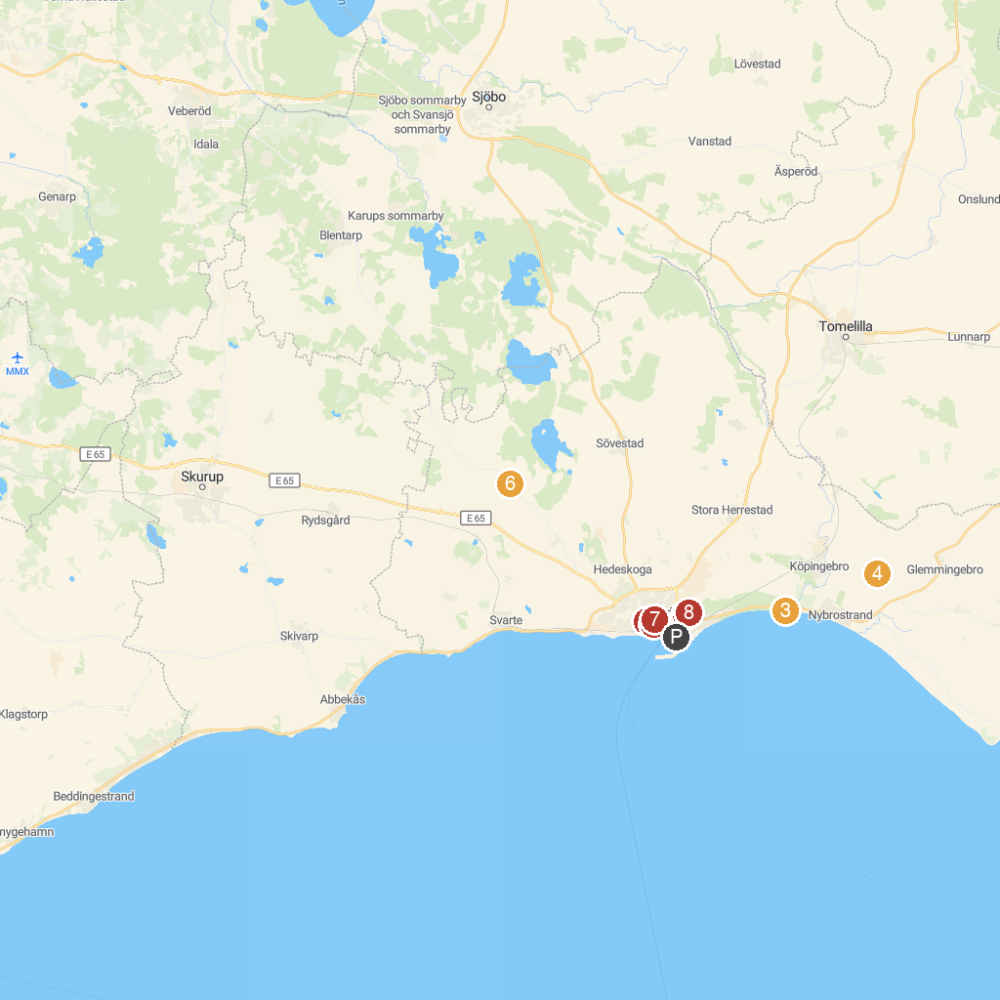 Lövestad
Sjöbo
Sjöbo sommarby
och Svansjö
sommarby
Veberöd
Idala
Vanstad
Äsperöd
Genarp
Onslund
Karups sommarby
Blentarp
Tomelilla
Lunnarp
MMX
Sövestad
E 65
Skurup
E 65
6
Stora Herrestad
Rydsgård
E 65
Hedeskoga
Köpingebro
4
Glemmingebro
3
Nybrostrand
8
7
Svarte
P
Skivarp
Abbekås
Klagstorp
Beddingestrand
mygehamn